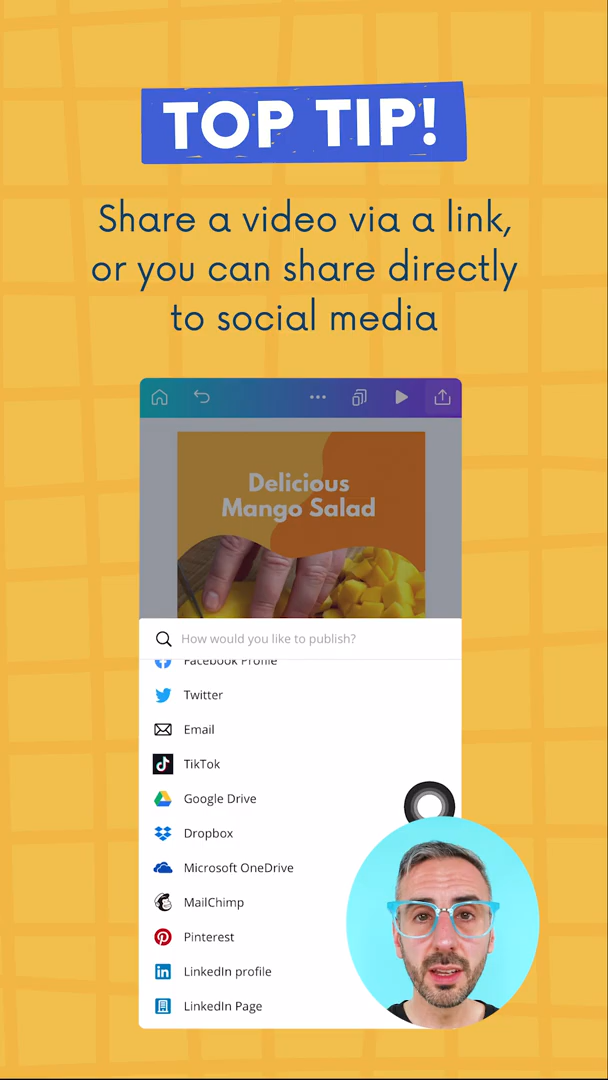 TOP TIP!
Share a video via a link,
or you can share directly
to social media
Delicious
Mango Salad
How would you like to publish?
Facebook Profile
Twitter
Email
TikTok
Google Drive
Dropbox
Microsoft OneDrive
MailChimp
Pinterest
LinkedIn profile
LinkedIn Page